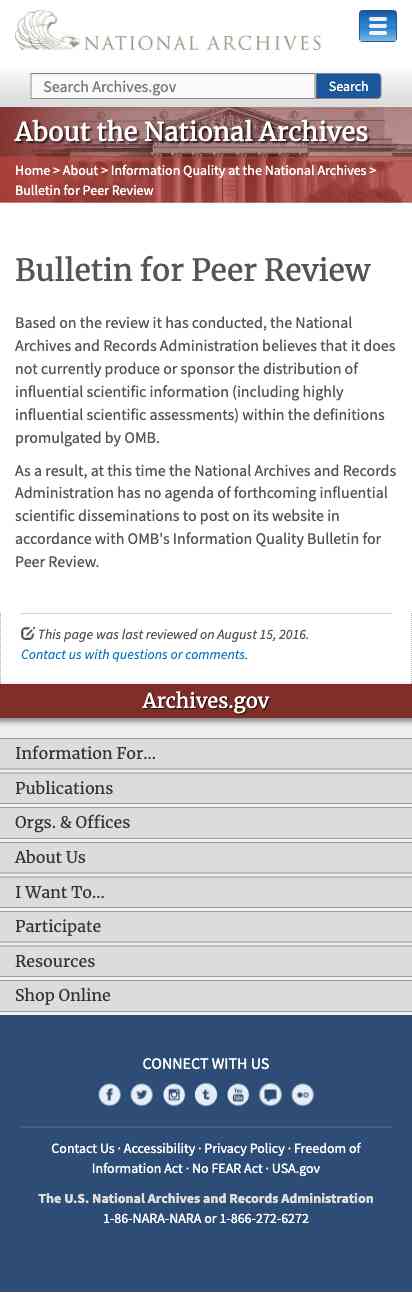 NATIONAL ARCHIVES
Search Archives.gov
Search
About the National Archives
Home > About > Information Quality at the National Archives >
Bulletin for Peer Review
Bulletin for Peer Review
Based on the review it has conducted, the National
Archives and Records Administration believes that it does
not currently produce or sponsor the distribution of
influential scientific information (including highly
influential scientific assessments) within the definitions
promulgated by OMB.
As a result, at this time the National Archives and Records
Administration has no agenda of forthcoming influential
scientific disseminations to post on its website in
accordance with OMB's Information Quality Bulletin for
Peer Review.
This page was last reviewed on August 15, 2016.
Contact us with questions or comments.
Archives.gov
Information For…
Publications
Orgs. & Offices
About Us
I Want To…
Participate
Resources
Shop Online
CONNECT WITH US
Contact Us · Accessibility · Privacy Policy · Freedom of
Information Act · No FEAR Act · USA.gov
The U.S. National Archives and Records Administration
1-86-NARA-NARA or 1-866-272-6272